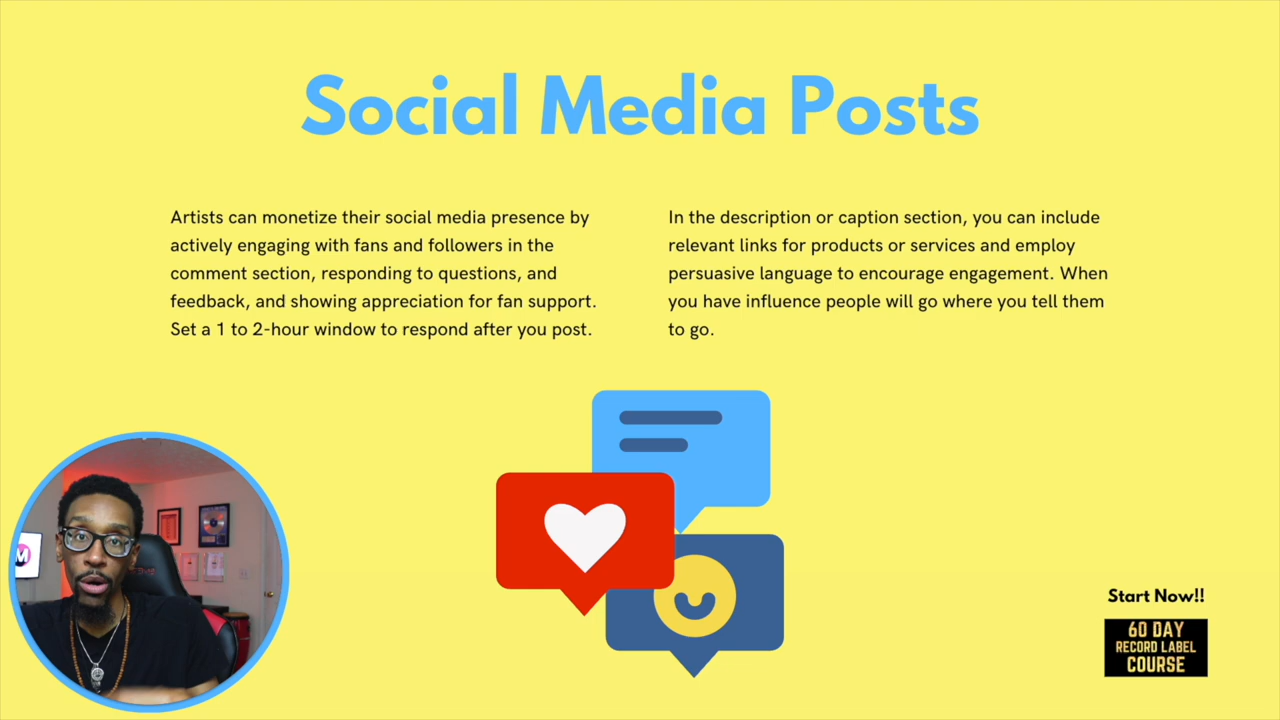 Social Media Posts
Artists can monetize their social media presence by
actively engaging with fans and followers in the
comment section, responding to questions, and
feedback, and showing appreciation for fan support.
Set a 1 to 2-hour window to respond after you post.
In the description or caption section, you can include
relevant links for products or services and employ
persuasive language to encourage engagement. When
you have influence people will go where you tell them
to go.
M
Start Now!!
60 DAY
RECORD LABEL
COURSE